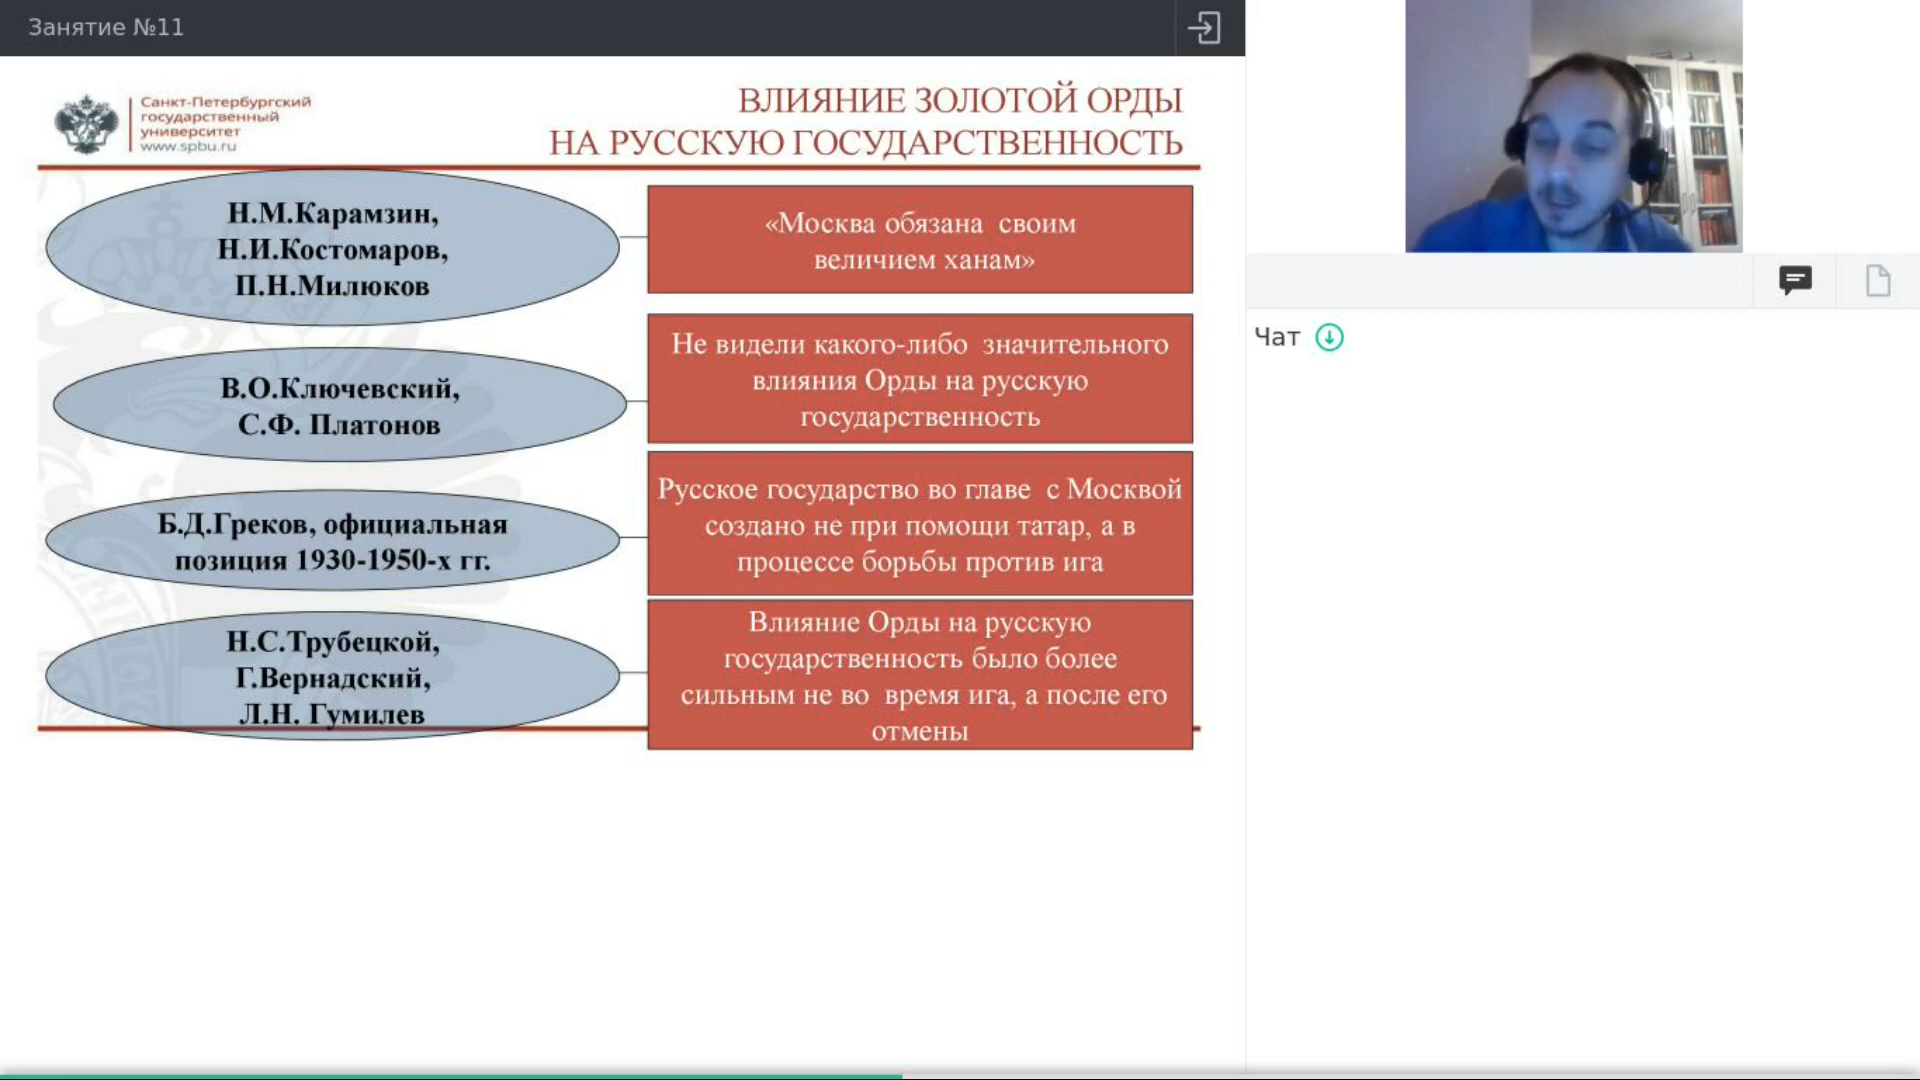 Занятие №11
Санкт-Петербургский
государственный
университет
www.spbu.ru
ВЛИЯНИЕ ЗОЛОТОЙ ОРДЫ
НА РУССКУЮ ГОСУДАРСТВЕННОСТЬ
Н.М.Карамзин,
Н.И.Костомаров,
П.Н.Милюков
«Москва обязана своим
величием ханам»
В.О.Ключевский,
С.Ф. Платонов
Не видели какого-либо значительного
влияния Орды на русскую
государственность
Б.Д.Греков, официальная
позиция 1930-1950-х гг.
Русское государство во главе с Москвой
создано не при помощи татар, а в
процессе борьбы против ига
Н.С.Трубецкой,
Г.Вернадский,
Л.Н. Гумилев
Влияние Орды на русскую
государственность было более
сильным не во время ига, а после его
отмены
Чат